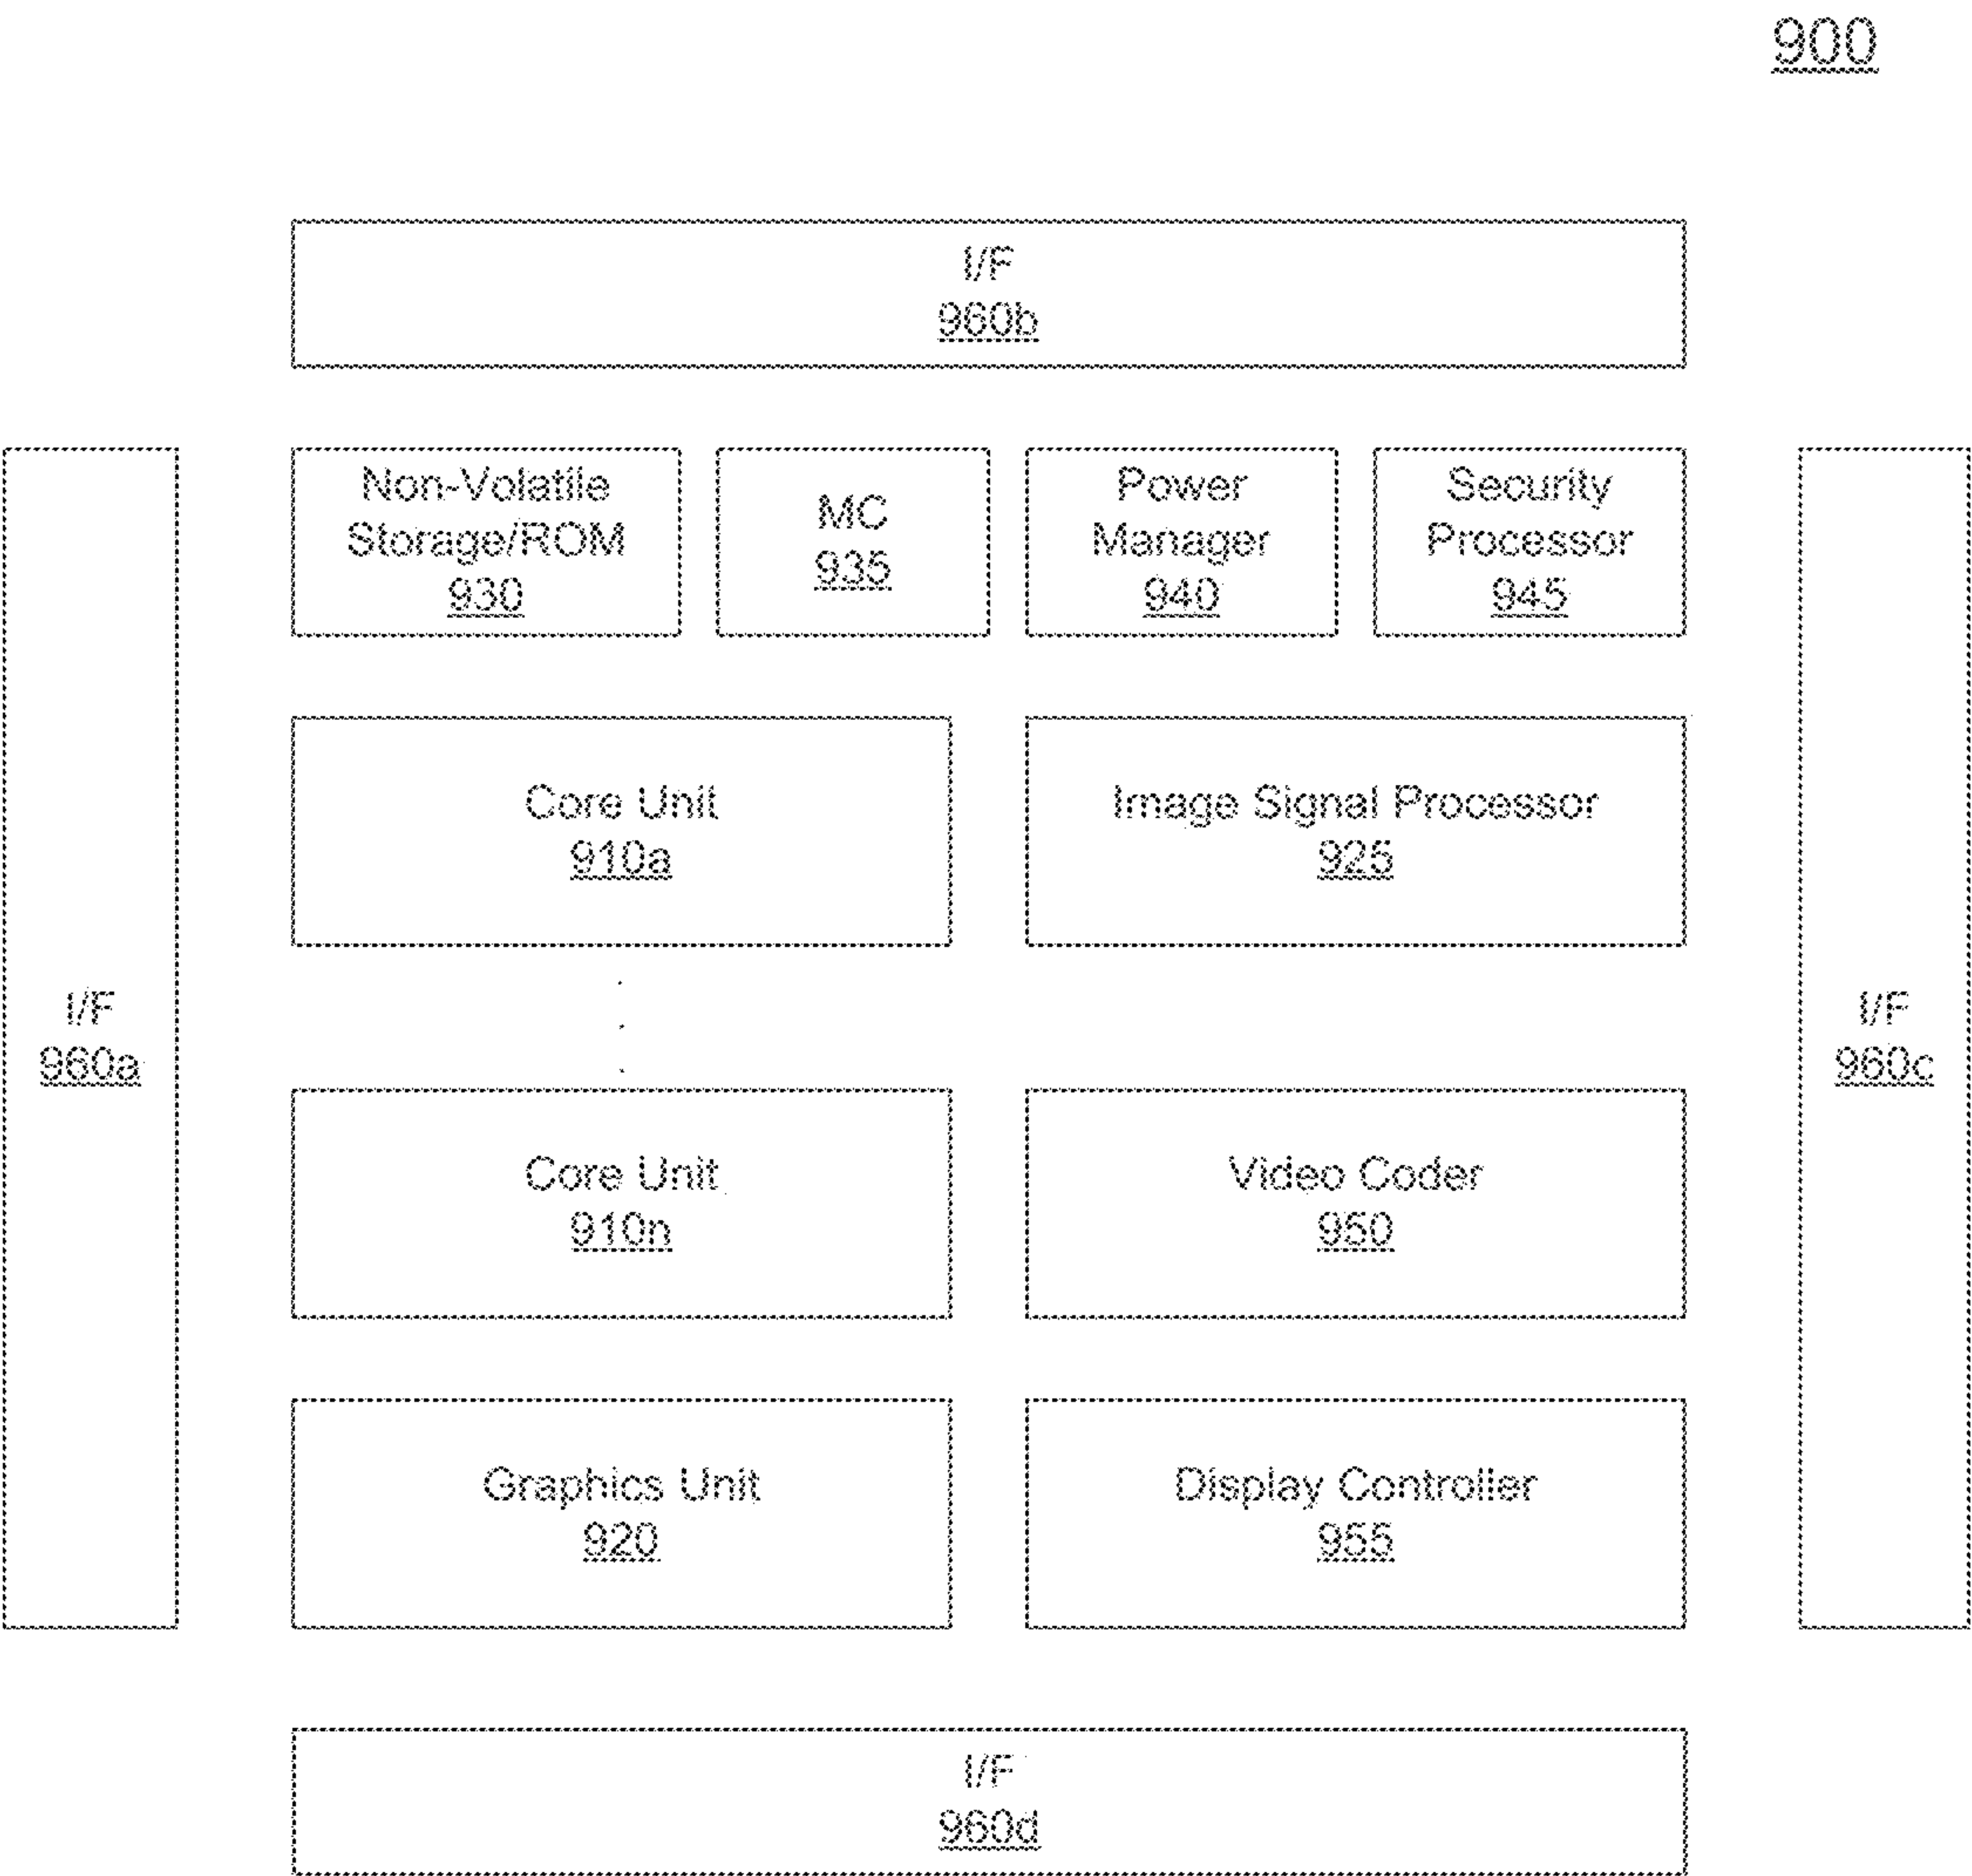 900
I/F
960b
Non-Volatile
Storage/ROM
930
MC
935
Power
Manager
940
Security
Processor
945
Core Unit
910a
Image Signal Processor
925
I/F
960a
I/F
960c
Core Unit
910n
Video Coder
950
Graphics Unit
920
Display Controller
955
I/F
960d